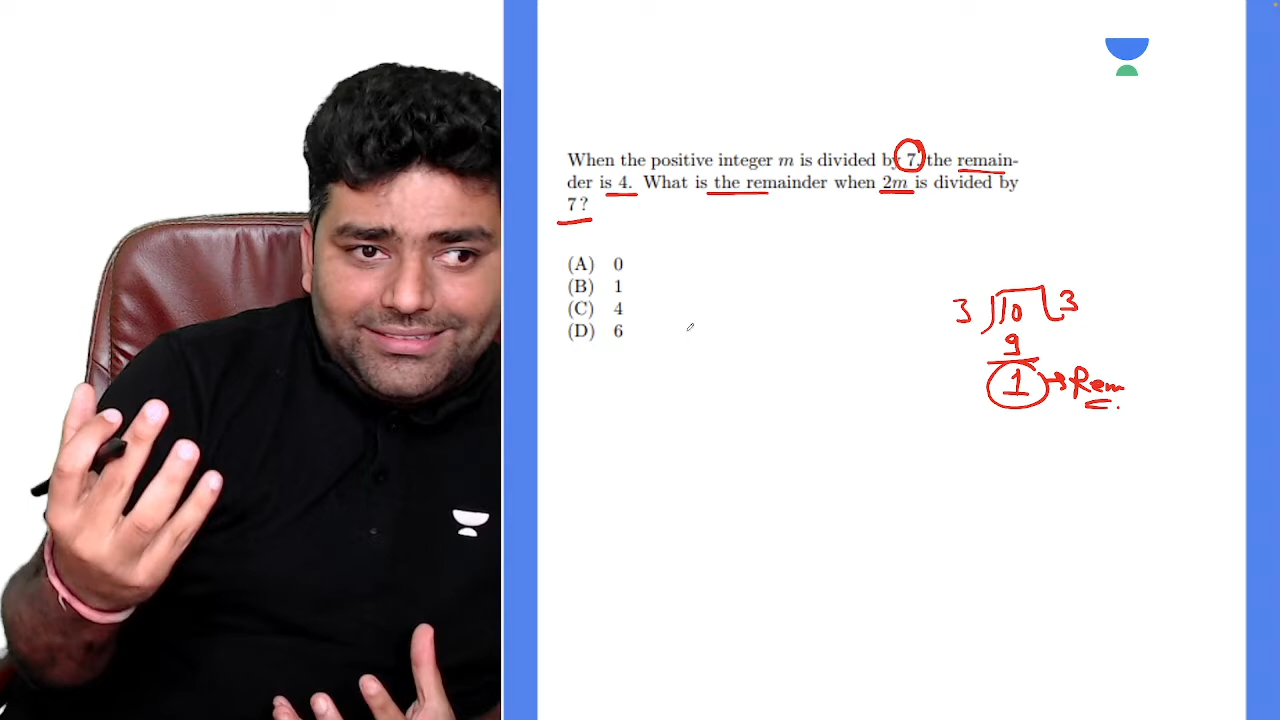 When the positive integer m is divided by 7, the remain-
der is 4. What is the remainder when 2m is divided by
7?
(A) 0
(B) 1
(C) 4
(D) 6
3 10 3
9
1 → Rem